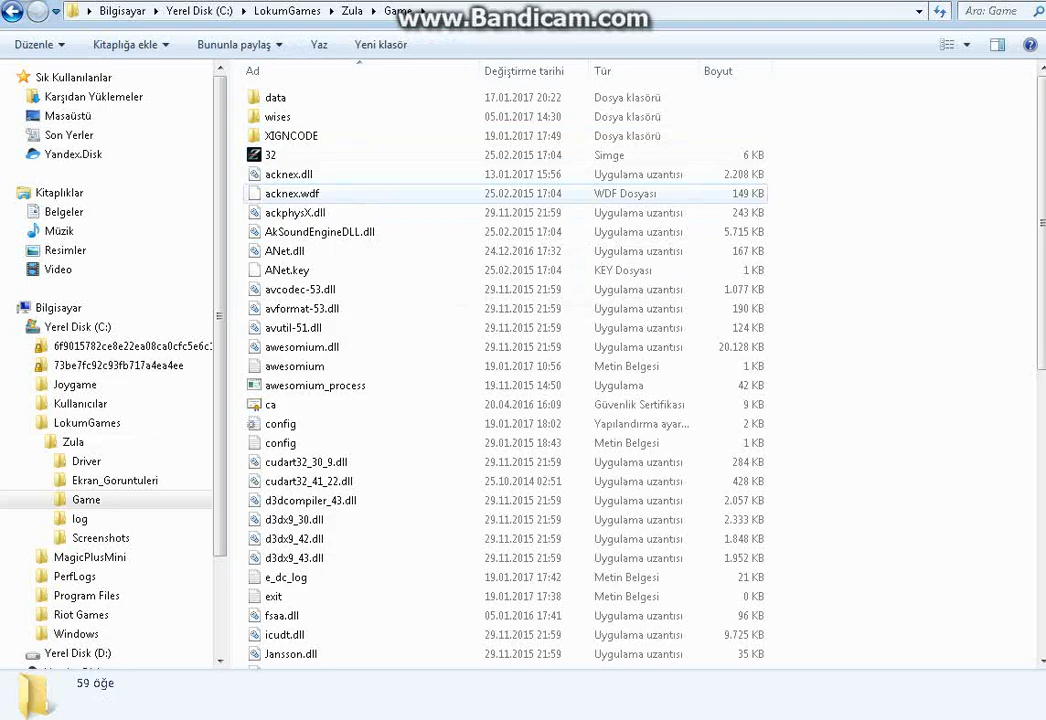 Bilgisayar ▸ Yerel Disk (C:) ▸ LokumGames ▸ Zula ▸ Game ▸
www.Bandicam.com
Ara: Game
Düzenle Kitaplığa ekle Bununla paylaş Yaz Yeni klasör
Sık Kullanılanlar
Karşıdan Yüklemeler
Masaüstü
Son Yerler
Yandex.Disk
Kitaplıklar
Belgeler
Müzik
Resimler
Video
Bilgisayar
Yerel Disk (C:)
6f9015782ce8e22ea08ca0cfc5e6c1
73be7fc92c93fb717a4ea4ee
Joygame
Kullanıcılar
LokumGames
Zula
Driver
Ekran_Goruntuleri
Game
log
Screenshots
MagicPlusMini
PerfLogs
Program Files
Riot Games
Windows
Yerel Disk (D:)
Ad Değiştirme tarihi Tür Boyut
data 17.01.2017 20:22 Dosya klasörü
wises 05.01.2017 14:30 Dosya klasörü
XIGNCODE 19.01.2017 17:49 Dosya klasörü
32 25.02.2015 17:04 Simge 6 KB
acknex.dll 13.01.2017 15:56 Uygulama uzantısı 2.208 KB
acknex.wdf 25.02.2015 17:04 WDF Dosyası 149 KB
ackphysX.dll 29.11.2015 21:59 Uygulama uzantısı 243 KB
AkSoundEngineDLL.dll 25.02.2015 17:04 Uygulama uzantısı 5.715 KB
ANet.dll 24.12.2016 17:32 Uygulama uzantısı 167 KB
ANet.key 25.02.2015 17:04 KEY Dosyası 1 KB
avcodec-53.dll 29.11.2015 21:59 Uygulama uzantısı 1.077 KB
avformat-53.dll 29.11.2015 21:59 Uygulama uzantısı 190 KB
avutil-51.dll 29.11.2015 21:59 Uygulama uzantısı 124 KB
awesomium.dll 29.11.2015 21:59 Uygulama uzantısı 20.128 KB
awesomium 19.01.2017 10:56 Metin Belgesi 1 KB
awesomium_process 19.11.2015 14:50 Uygulama 42 KB
ca 20.04.2016 16:09 Güvenlik Sertifikası 9 KB
config 19.01.2017 18:02 Yapılandırma ayar... 2 KB
config 29.01.2015 18:43 Metin Belgesi 1 KB
cudart32_30_9.dll 29.11.2015 21:59 Uygulama uzantısı 284 KB
cudart32_41_22.dll 25.10.2014 02:51 Uygulama uzantısı 428 KB
d3dcompiler_43.dll 29.11.2015 21:59 Uygulama uzantısı 2.057 KB
d3dx9_30.dll 29.11.2015 21:59 Uygulama uzantısı 2.333 KB
d3dx9_42.dll 29.11.2015 21:59 Uygulama uzantısı 1.848 KB
d3dx9_43.dll 29.11.2015 21:59 Uygulama uzantısı 1.952 KB
e_dc_log 19.01.2017 17:42 Metin Belgesi 21 KB
exit 19.01.2017 17:38 Metin Belgesi 0 KB
fsaa.dll 05.01.2016 17:41 Uygulama uzantısı 96 KB
icudt.dll 29.11.2015 21:59 Uygulama uzantısı 9.725 KB
Jansson.dll 29.11.2015 21:59 Uygulama uzantısı 35 KB
59 öğe